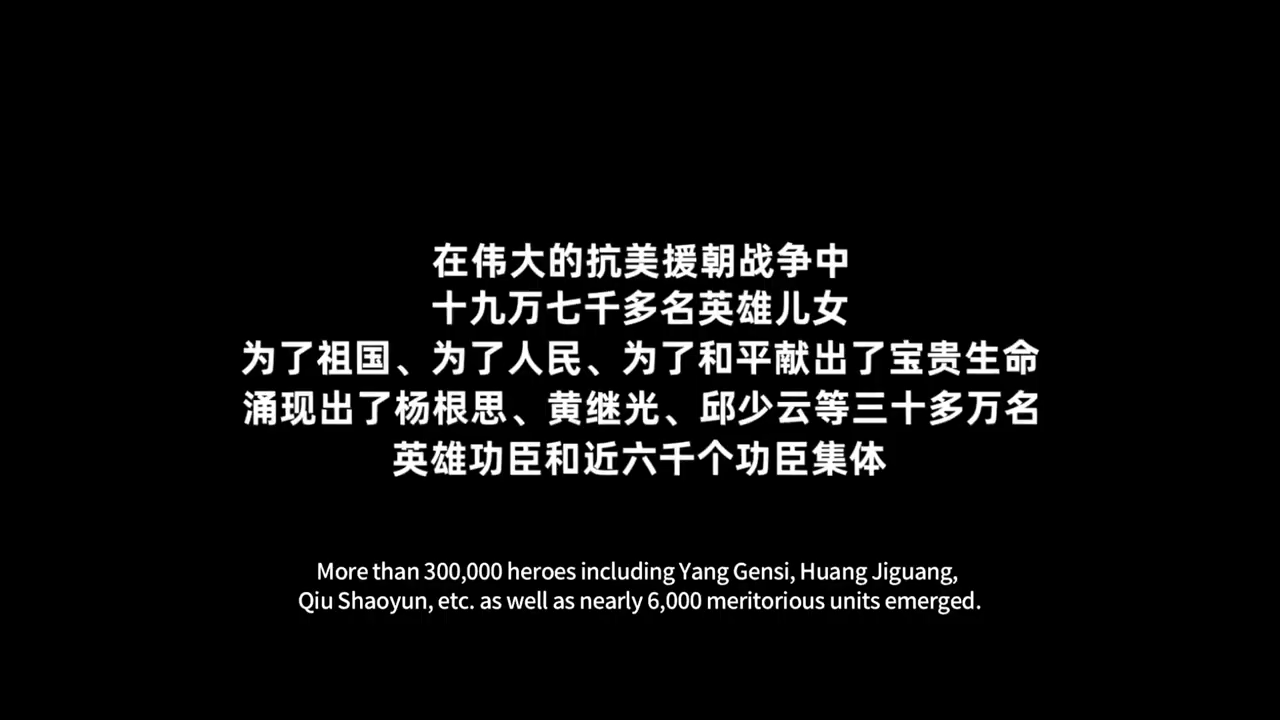 在伟大的抗美援朝战争中
十九万七千多名英雄儿女
为了祖国、为了人民、为了和平献出了宝贵生命
涌现出了杨根思、黄继光、邱少云等三十多万名
英雄功臣和近六千个功臣集体
More than 300,000 heroes including Yang Gensi, Huang Jiguang,
Qiu Shaoyun, etc. as well as nearly 6,000 meritorious units emerged.